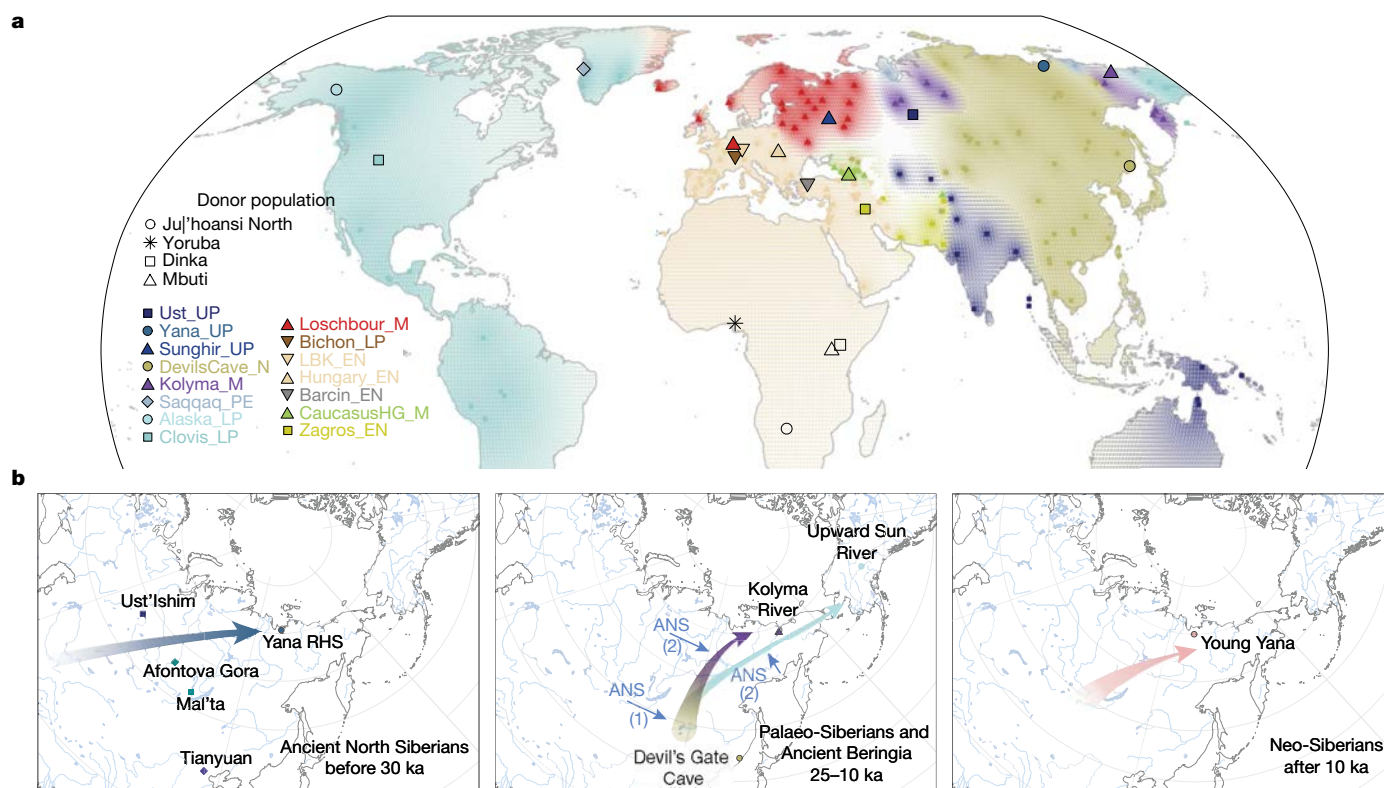 a
Donor population
Ju|'hoansi North
Yoruba
Dinka
Mbuti
Ust_UP
Yana_UP
Sunghir_UP
DevilsCave_N
Kolyma_M
Saqqaq_PE
Alaska_LP
Clovis_LP
Loschbour_M
Bichon_LP
LBK_EN
Hungary_EN
Barcin_EN
CaucasusHG_M
Zagros_EN
b
Ust'Ishim
Yana RHS
Afontova Gora
Mal'ta
Tianyuan
Ancient North Siberians
before 30 ka
Upward Sun
River
Kolyma
River
ANS
(2)
ANS
(2)
ANS
(1)
Devil's Gate
Cave
Palaeo-Siberians and
Ancient Beringia
25–10 ka
Young Yana
Neo-Siberians
after 10 ka